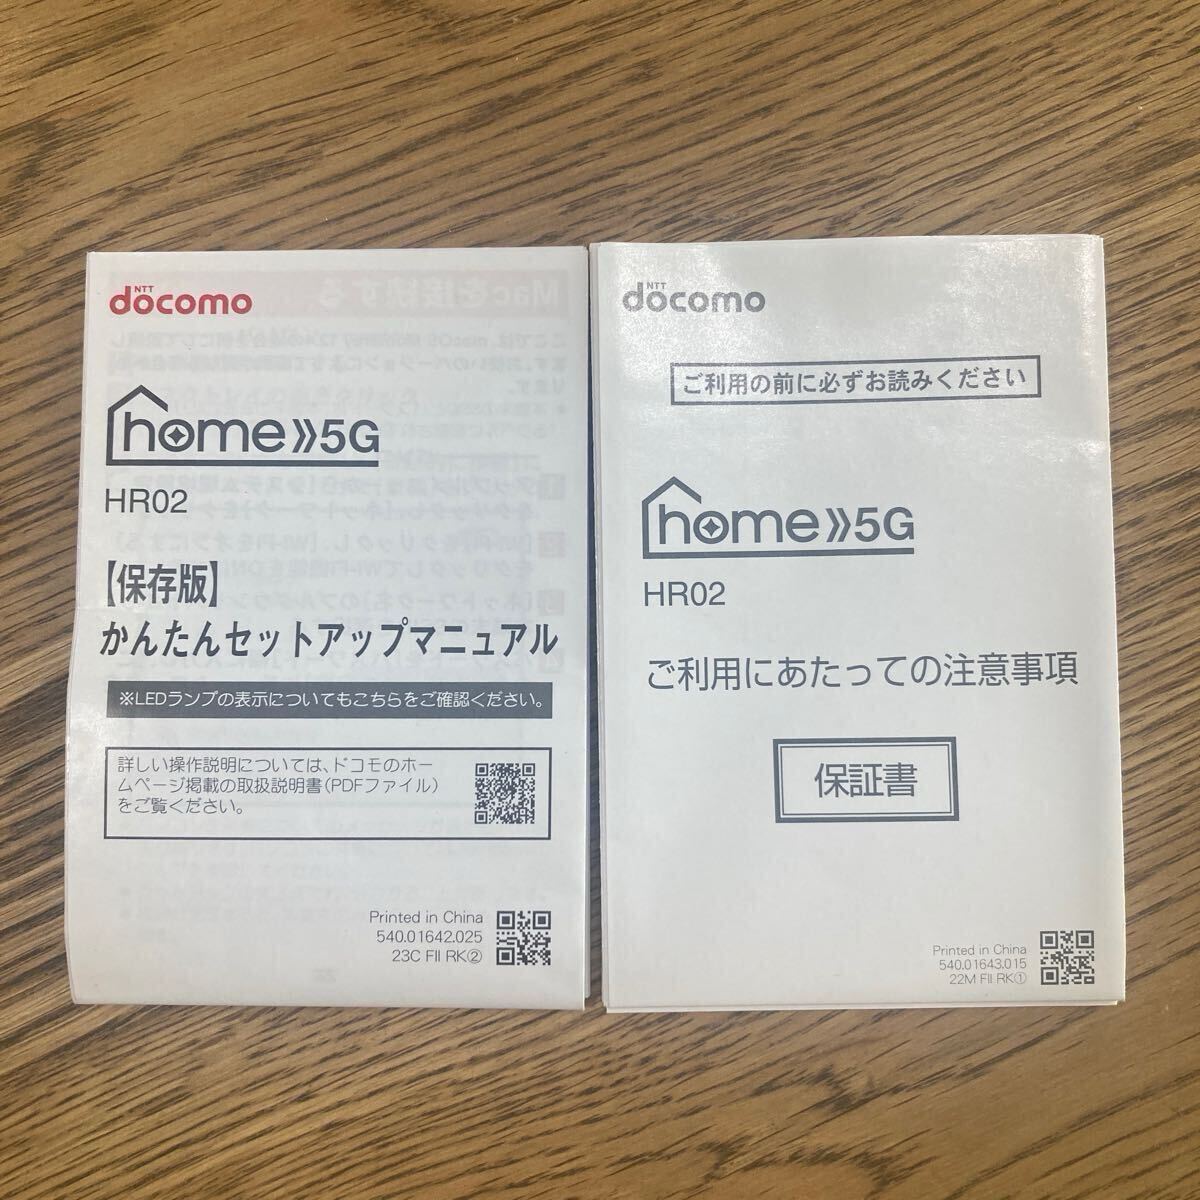 NTT
docomo
home 5G
HR02
【保存版】
かんたんセットアップマニュアル
※LEDランプの表示についてもこちらをご確認ください。
詳しい操作説明については、ドコモのホー
ムページ掲載の取扱説明書(PDFファイル)
をご覧ください。
Printed in China
540.01642.025
23C FII RK②
NTT
docomo
ご利用の前に必ずお読みください
home 5G
HR02
ご利用にあたっての注意事項
保証書
Printed in China
540.01643.015
22M FII RK①